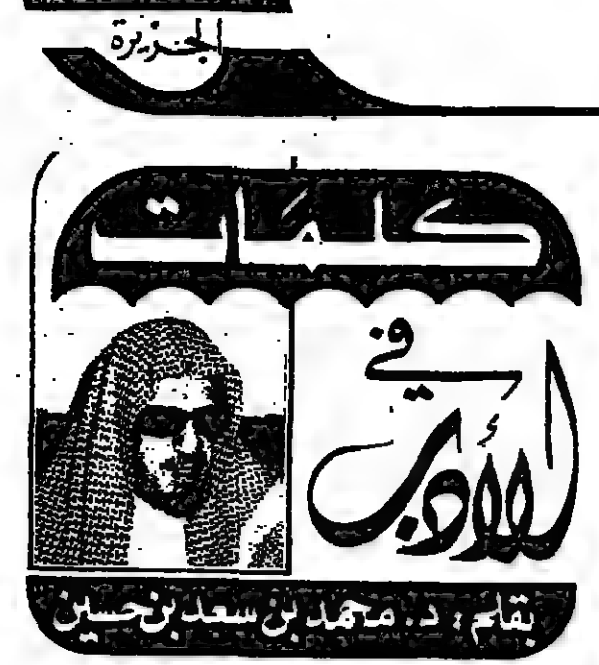 الجزيرة
كلمات
في
الأدب
بقلم : د . محمد بن سعد بن حسين